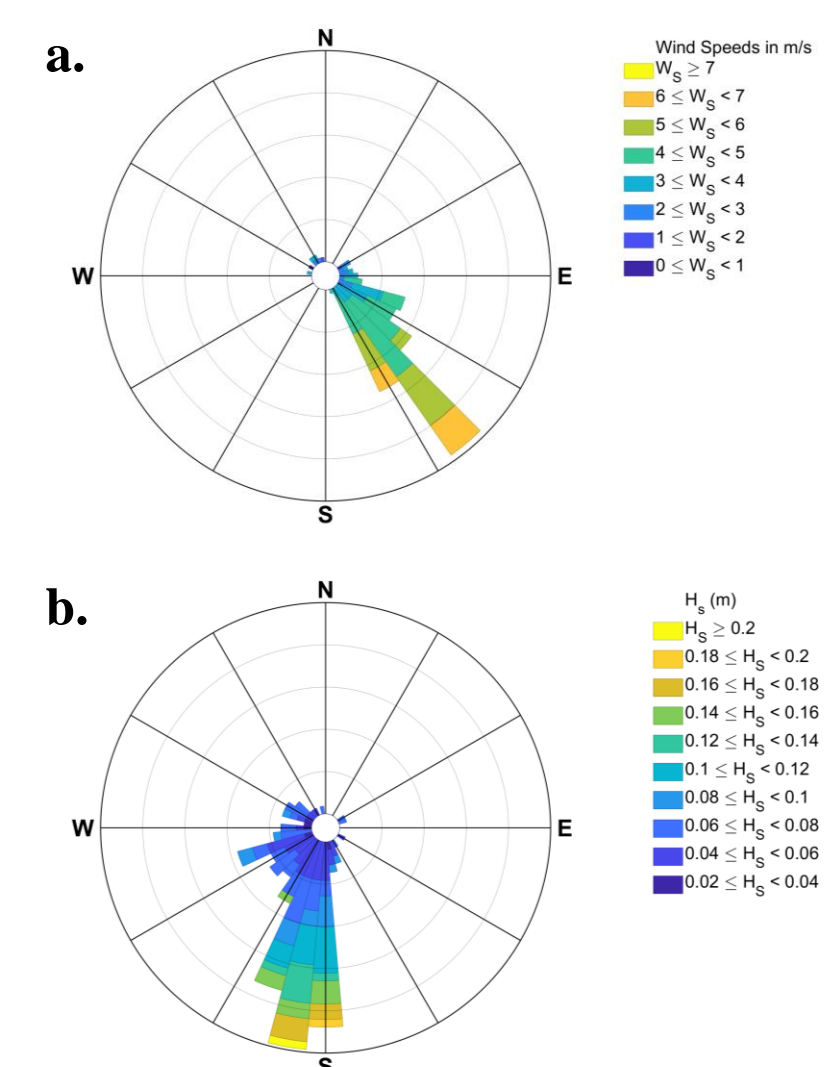 a.
N
W
E
S
Wind Speeds in m/s
W_S ≥ 7
6 ≤ W_S < 7
5 ≤ W_S < 6
4 ≤ W_S < 5
3 ≤ W_S < 4
2 ≤ W_S < 3
1 ≤ W_S < 2
0 ≤ W_S < 1
b.
N
W
E
S
H_s (m)
H_S ≥ 0.2
0.18 ≤ H_S < 0.2
0.16 ≤ H_S < 0.18
0.14 ≤ H_S < 0.16
0.12 ≤ H_S < 0.14
0.1 ≤ H_S < 0.12
0.08 ≤ H_S < 0.1
0.06 ≤ H_S < 0.08
0.04 ≤ H_S < 0.06
0.02 ≤ H_S < 0.04